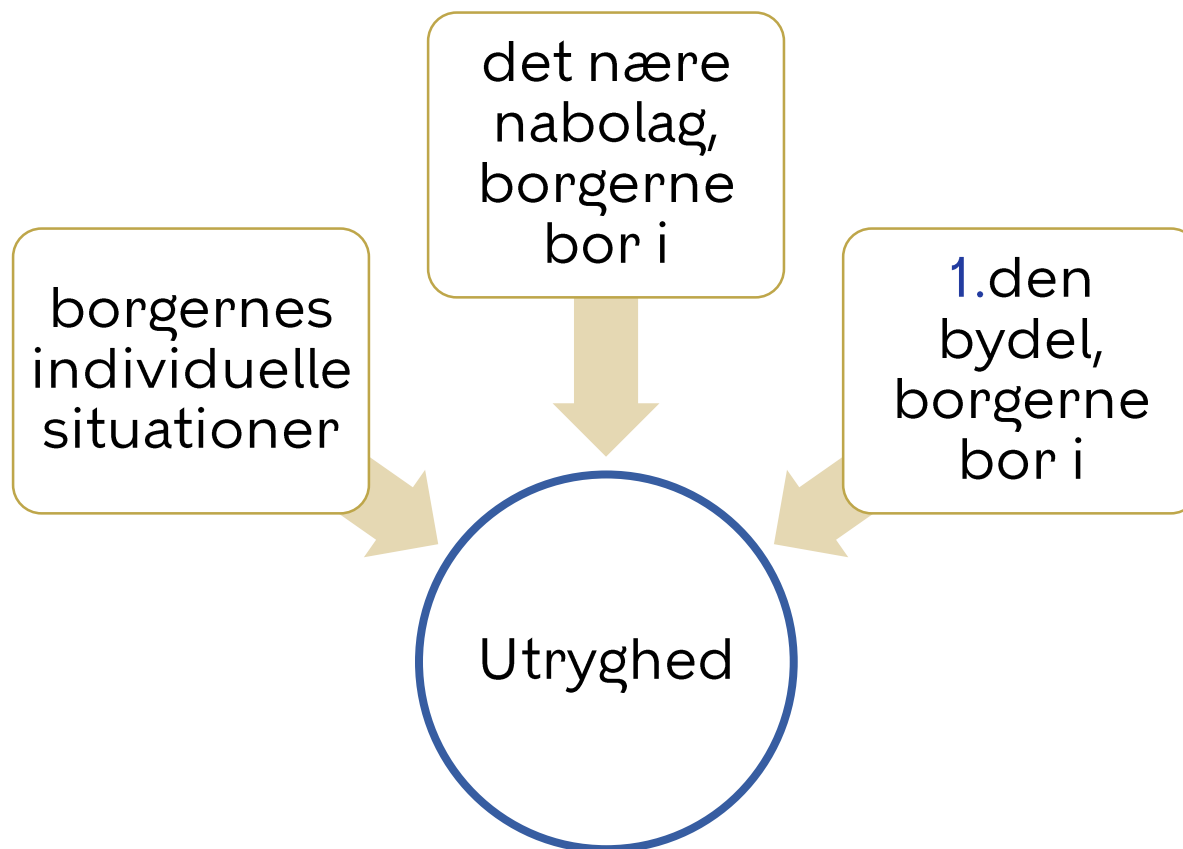 det nære
nabolag,
borgerne
bor i
borgernes
individuelle
situationer
1.den
bydel,
borgerne
bor i
Utryghed